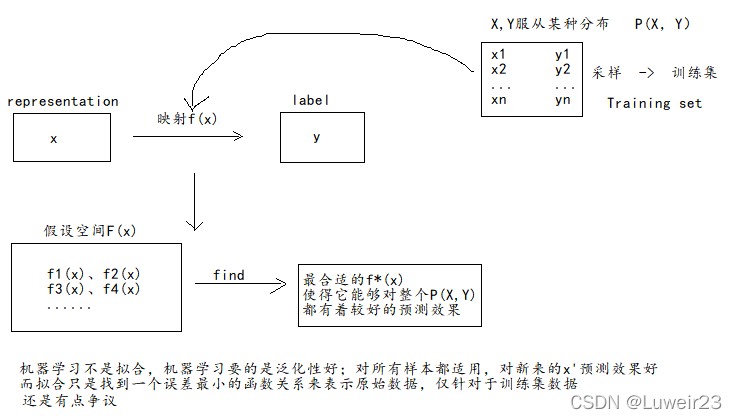 X,Y服从某种分布 P(X, Y)
x1 y1
x2 y2
... ...
xn yn
采样 -> 训练集
Training set
representation
label
映射f(x)
x
y
假设空间F(x)
f1(x)、f2(x)
f3(x)、f4(x)
......
find
最合适的f*(x)
使得它能够对整个P(X,Y)
都有着较好的预测效果
机器学习不是拟合，机器学习要的是泛化性好；对所有样本都适用，对新来的x'预测效果好
而拟合只是找到一个误差最小的函数关系来表示原始数据，仅针对于训练集数据
还是有点争议
CSDN @Luweir23